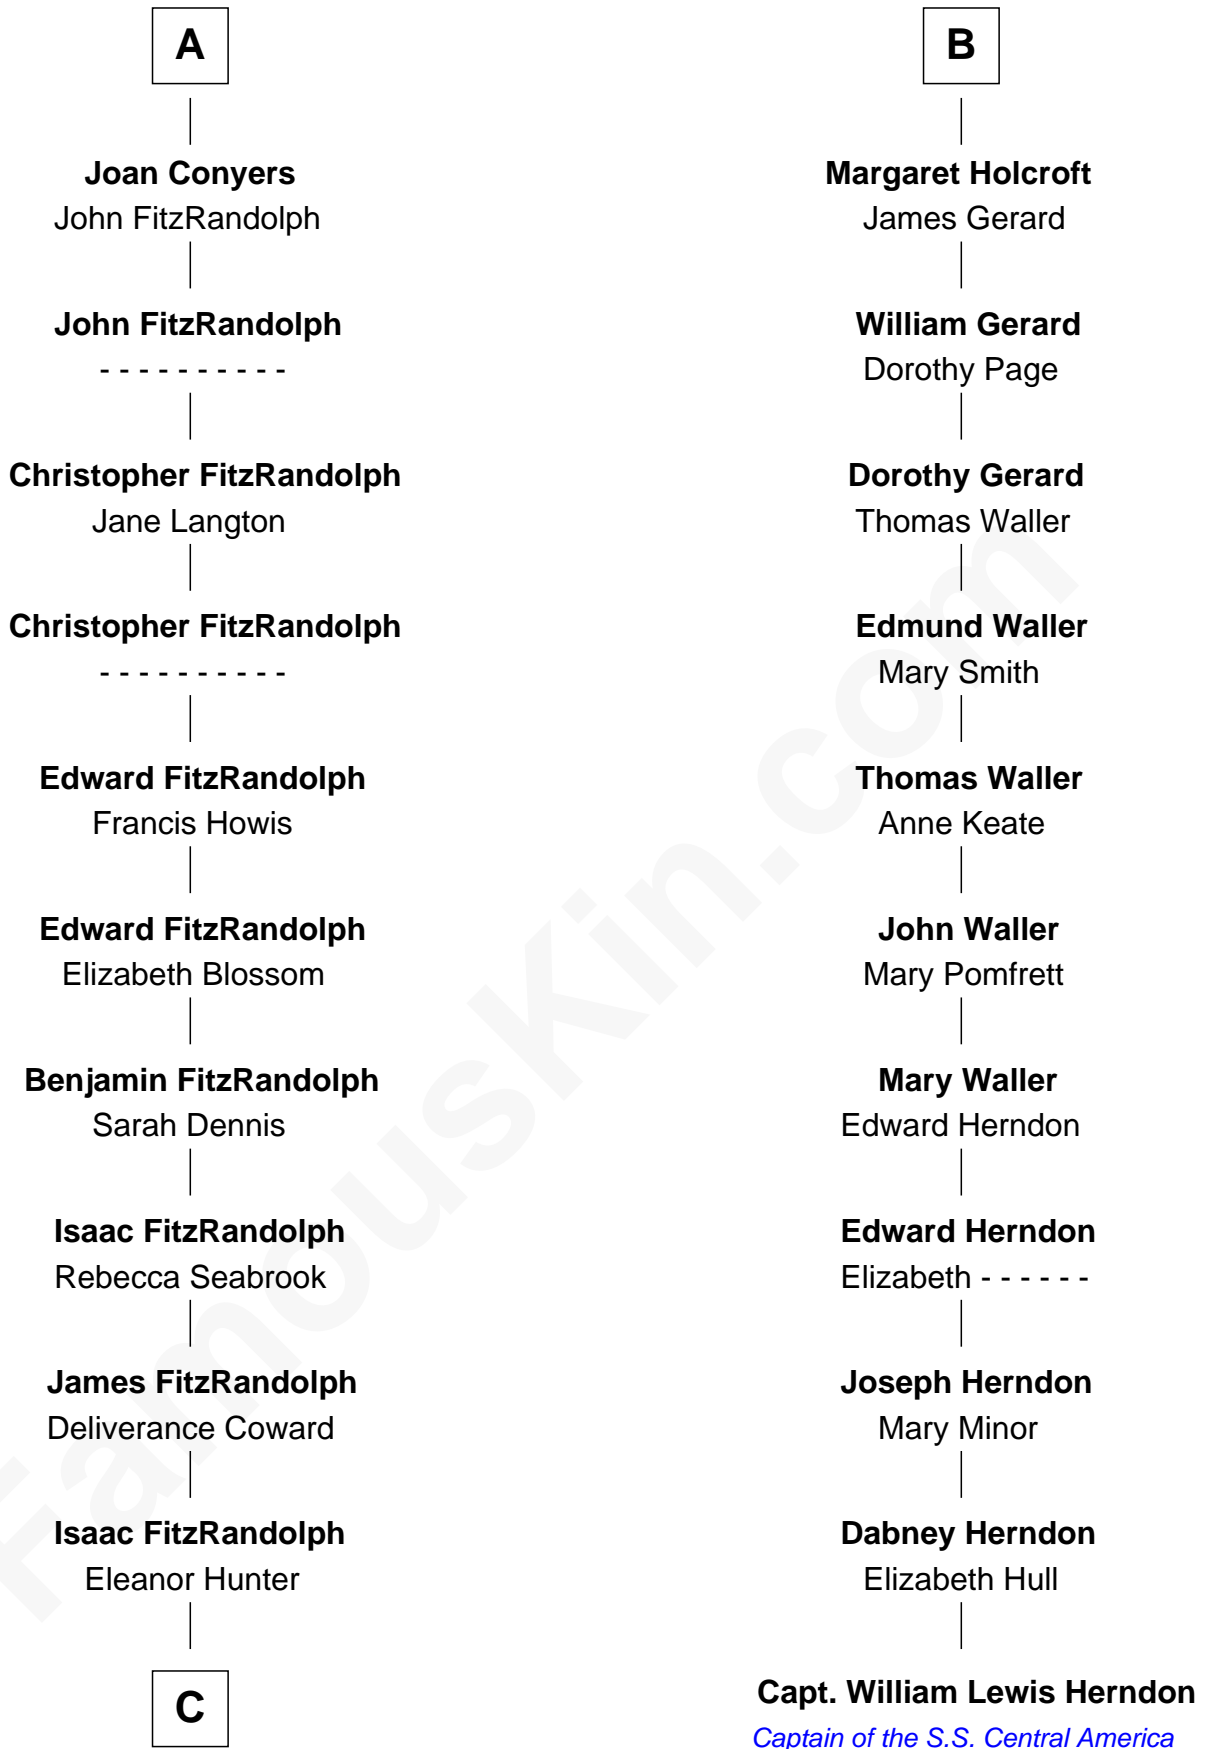 A
Joan Conyers
John FitzRandolph
John FitzRandolph
- - - - - - - - - -
Christopher FitzRandolph
Jane Langton
Christopher FitzRandolph
- - - - - - - - - -
Edward FitzRandolph
Francis Howis
Edward FitzRandolph
Elizabeth Blossom
Benjamin FitzRandolph
Sarah Dennis
Isaac FitzRandolph
Rebecca Seabrook
James FitzRandolph
Deliverance Coward
Isaac FitzRandolph
Eleanor Hunter
C
B
Margaret Holcroft
James Gerard
William Gerard
Dorothy Page
Dorothy Gerard
Thomas Waller
Edmund Waller
Mary Smith
Thomas Waller
Anne Keate
John Waller
Mary Pomfrett
Mary Waller
Edward Herndon
Edward Herndon
Elizabeth - - - - - -
Joseph Herndon
Mary Minor
Dabney Herndon
Elizabeth Hull
Capt. William Lewis Herndon
Captain of the S.S. Central America
FamousKin.com